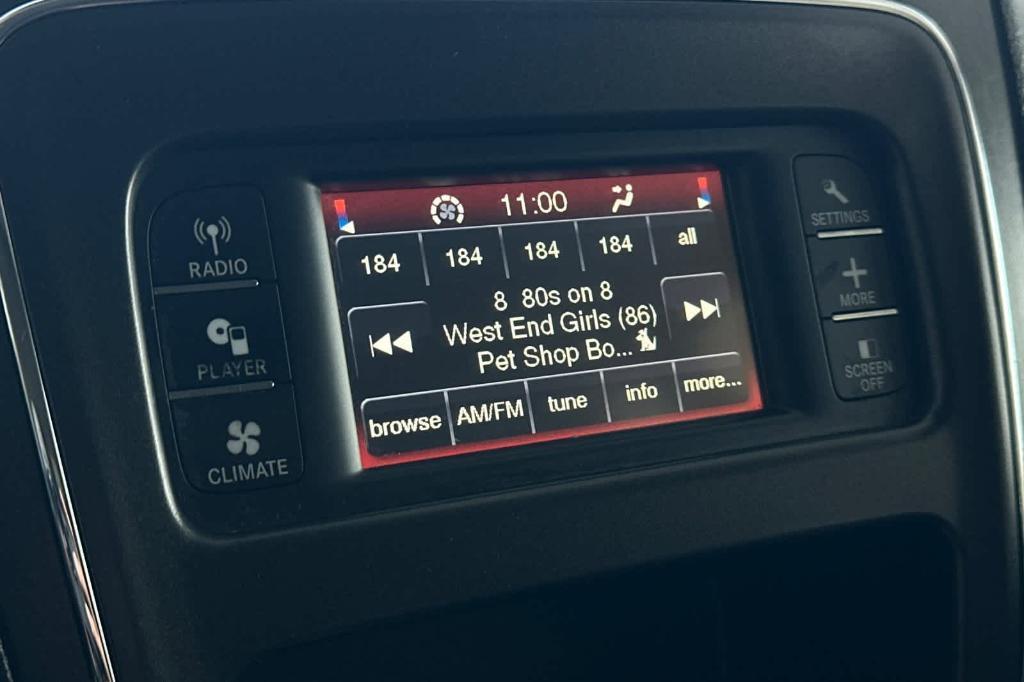 RADIO
PLAYER
CLIMATE
11:00
184 184 184 184 all
8 80s on 8
West End Girls (86)
Pet Shop Bo...
browse AM/FM tune info more...
SETTINGS
MORE
SCREEN
OFF